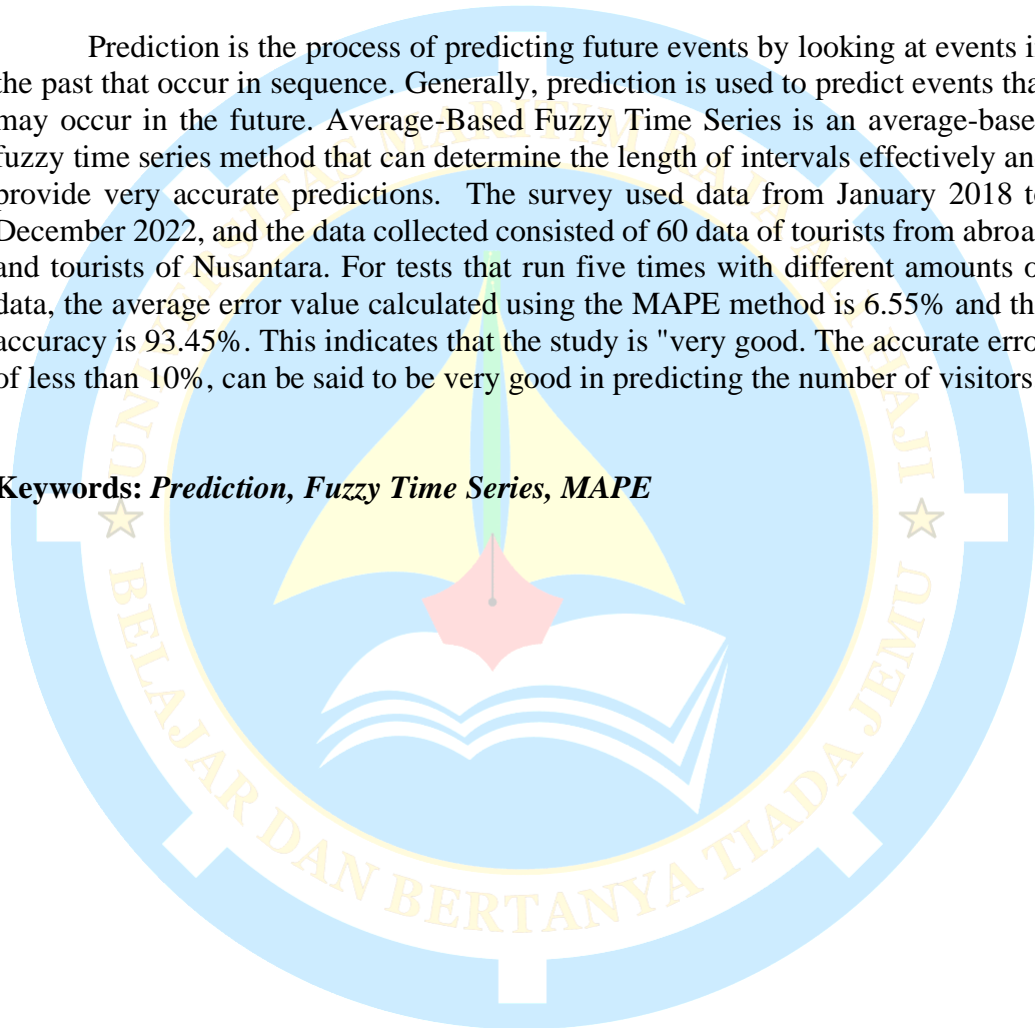 Prediction is the process of predicting future events by looking at events i
the past that occur in sequence. Generally, prediction is used to predict events tha
may occur in the future. Average-Based Fuzzy Time Series is an average-base
fuzzy time series method that can determine the length of intervals effectively an
provide very accurate predictions. The survey used data from January 2018 t
December 2022, and the data collected consisted of 60 data of tourists from abroa
and tourists of Nusantara. For tests that run five times with different amounts o
data, the average error value calculated using the MAPE method is 6.55% and th
accuracy is 93.45%. This indicates that the study is "very good. The accurate erro
of less than 10%, can be said to be very good in predicting the number of visitors
Keywords: Prediction, Fuzzy Time Series, MAPE
UNIVERSITAS MARITIM RAJA ALI HAJI
BELAJAR DAN BERTANYA TIADA JEMU